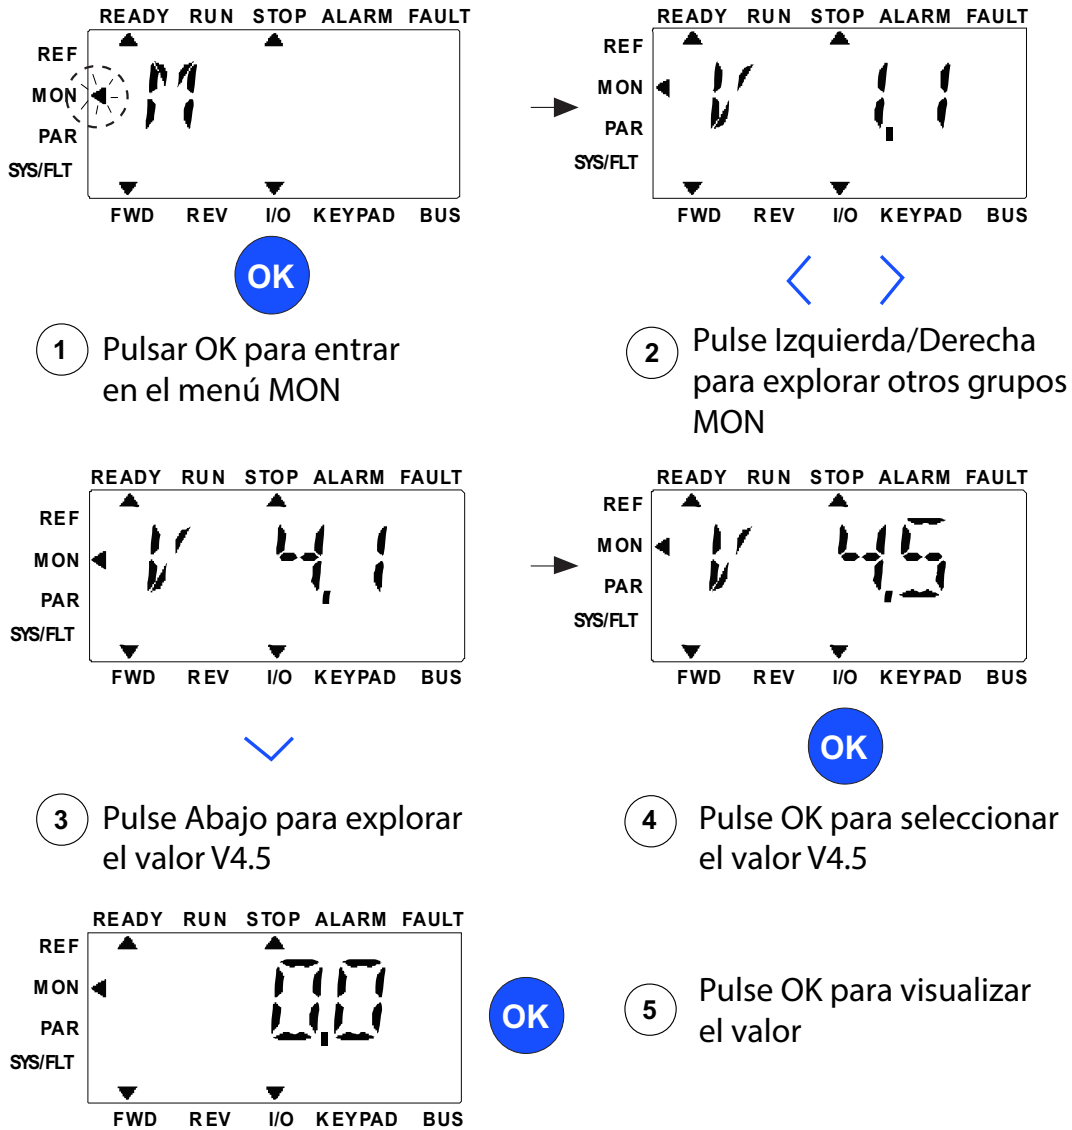 READY RUN STOP ALARM FAULT
REF
MON
PAR
SYS/FLT
M
FWD REV I/O KEYPAD BUS
OK
1 Pulsar OK para entrar
en el menú MON
READY RUN STOP ALARM FAULT
REF
MON
PAR
SYS/FLT
V 1.1
FWD REV I/O KEYPAD BUS
2 Pulse Izquierda/Derecha
para explorar otros grupos
MON
READY RUN STOP ALARM FAULT
REF
MON
PAR
SYS/FLT
V 4.1
FWD REV I/O KEYPAD BUS
3 Pulse Abajo para explorar
el valor V4.5
READY RUN STOP ALARM FAULT
REF
MON
PAR
SYS/FLT
V 4.5
FWD REV I/O KEYPAD BUS
OK
4 Pulse OK para seleccionar
el valor V4.5
READY RUN STOP ALARM FAULT
REF
MON
PAR
SYS/FLT
0.0
FWD REV I/O KEYPAD BUS
OK
5 Pulse OK para visualizar
el valor